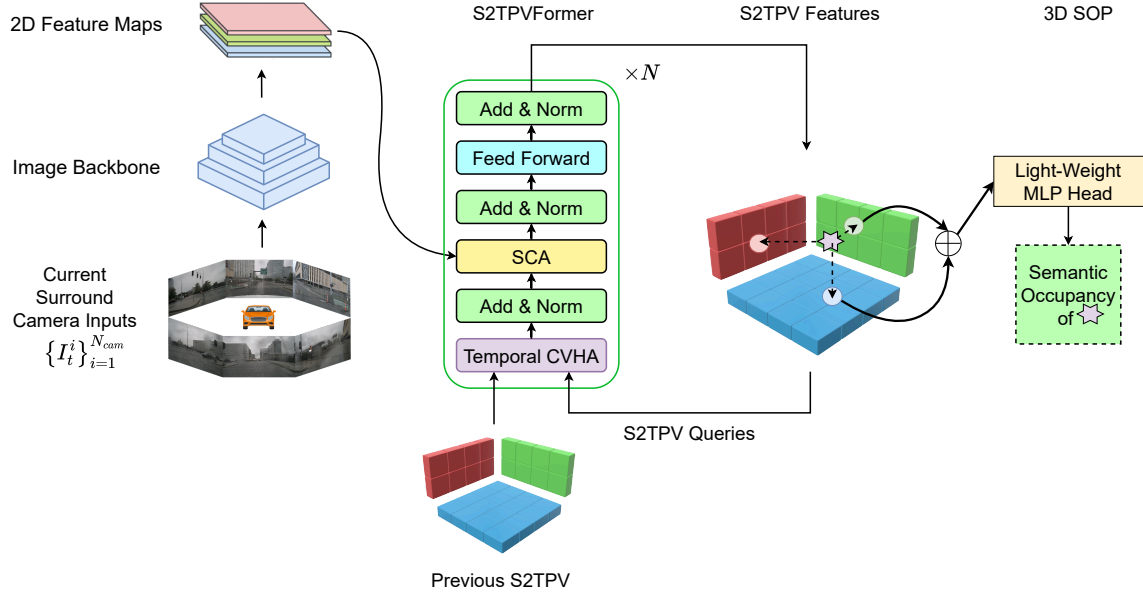 2D Feature Maps
S2TPVFormer
S2TPV Features
3D SOP
Image Backbone
Current
Surround
Camera Inputs
$\{I_t^i\}_{i=1}^{N_{cam}}$
×N
Add & Norm
Feed Forward
Add & Norm
SCA
Add & Norm
Temporal CVHA
Previous S2TPV
S2TPV Queries
Light-Weight
MLP Head
Semantic
Occupancy
of